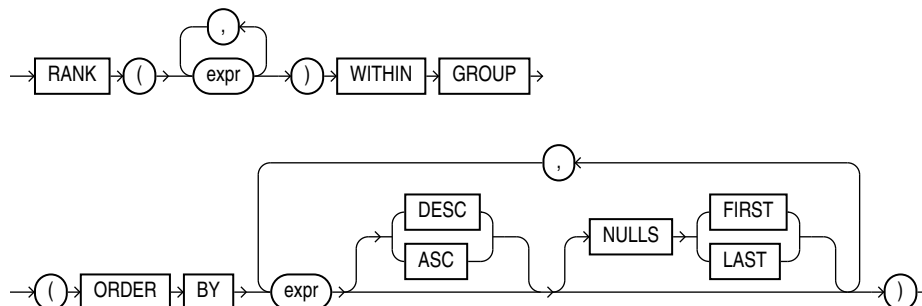 ,
RANK ( expr ) WITHIN GROUP
,
DESC FIRST
NULLS
ASC LAST
( ORDER BY expr )